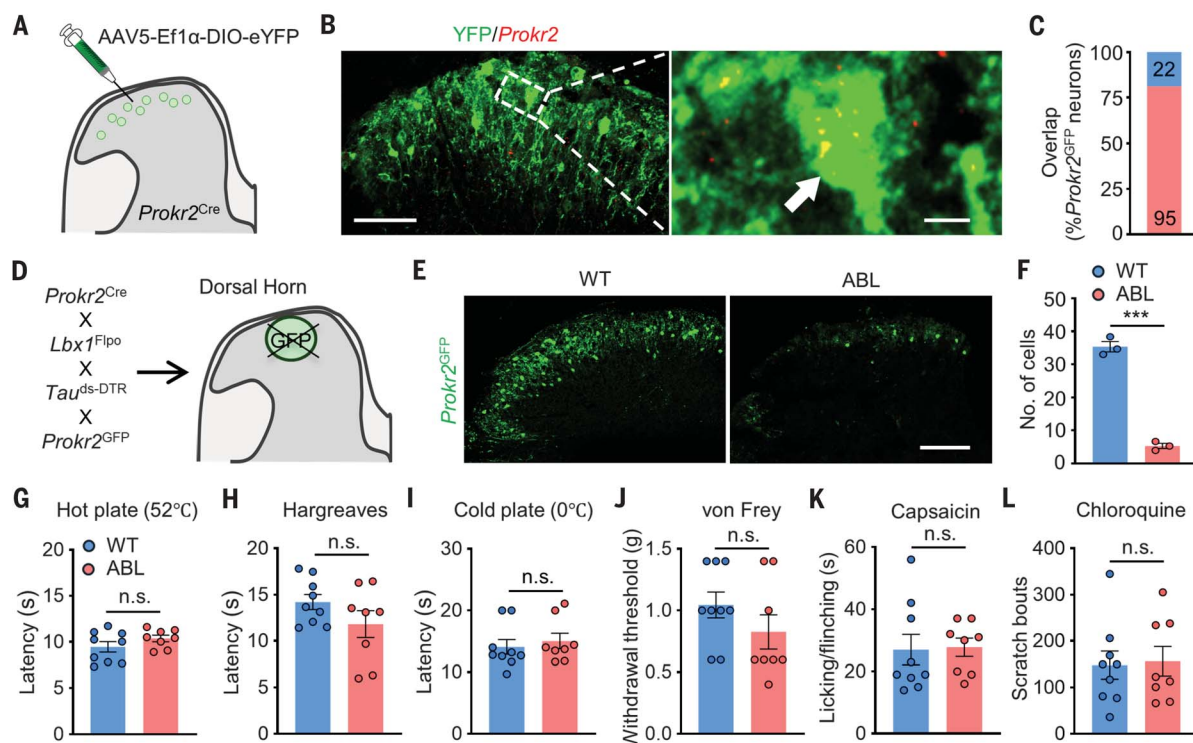 A
AAV5-Ef1α-DIO-eYFP
Prokr2Cre
B
YFP/Prokr2
C
Overlap
(%Prokr2GFP neurons)
100
75
50
25
0
22
95
D
Prokr2Cre
X
Lbx1Flpo
X
Tauds-DTR
X
Prokr2GFP
Dorsal Horn
GFP
E
WT
ABL
Prokr2GFP
F
WT
ABL
No. of cells
50
40
30
20
10
0
***
G
Hot plate (52℃)
WT
ABL
Latency (s)
20
15
10
5
0
n.s.
H
Hargreaves
Latency (s)
20
15
10
5
0
n.s.
I
Cold plate (0℃)
Latency (s)
30
20
10
0
n.s.
J
von Frey
Withdrawal threshold (g)
1.5
1.0
0.5
0.0
n.s.
K
Capsaicin
Licking/flinching (s)
60
40
20
0
n.s.
L
Chloroquine
Scratch bouts
400
300
200
100
0
n.s.